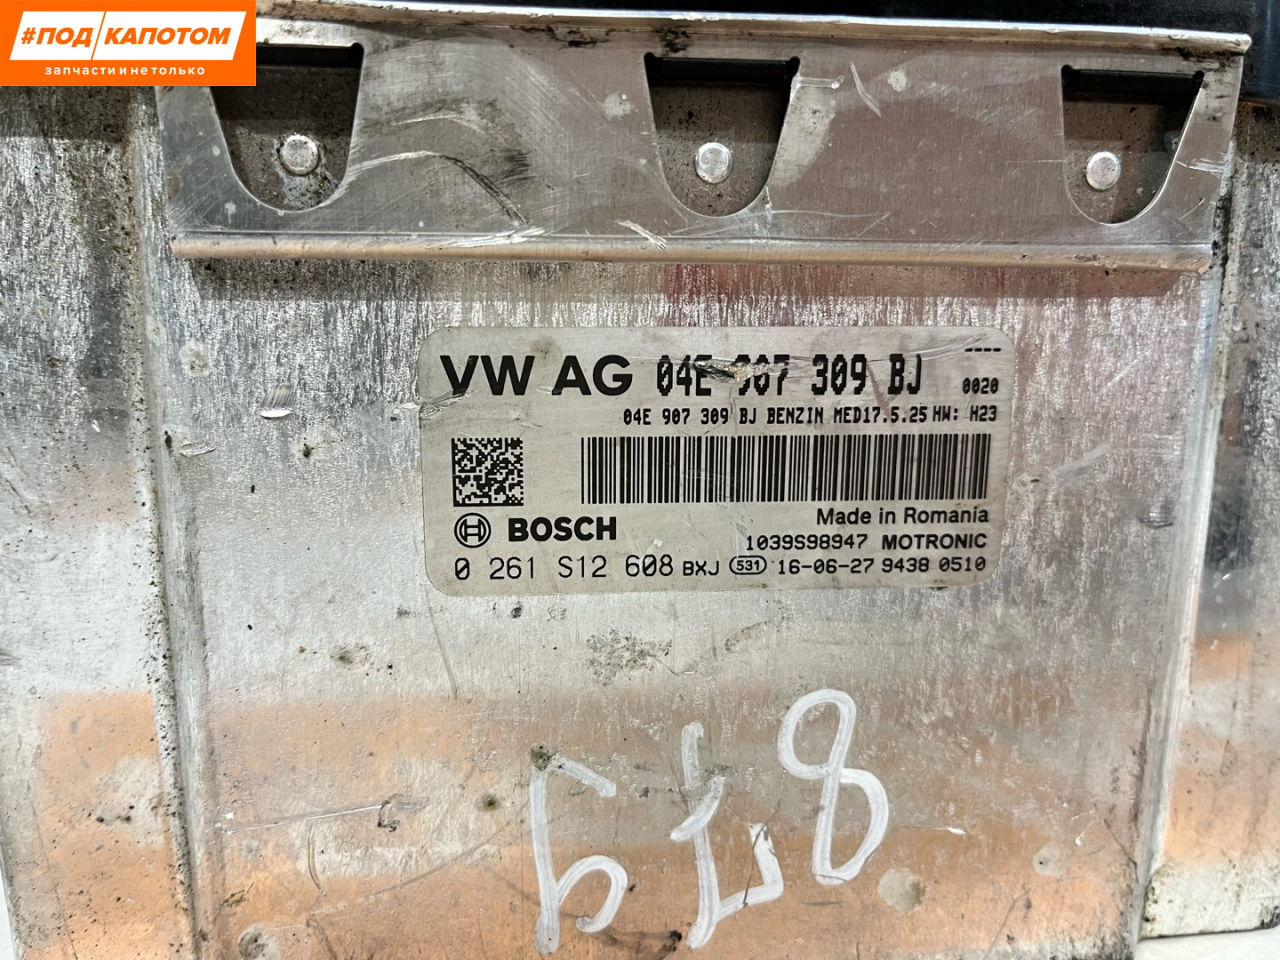 #ПОД/КАПОТОМ
запчасти и не только
VW AG 04E 907 309 BJ
----
0020
04E 907 309 BJ BENZIN MED17.5.25 HW: H23
BOSCH
Made in Romania
1039S98947 MOTRONIC
0 261 S12 608 BXJ 531 16-06-27 9438 0510